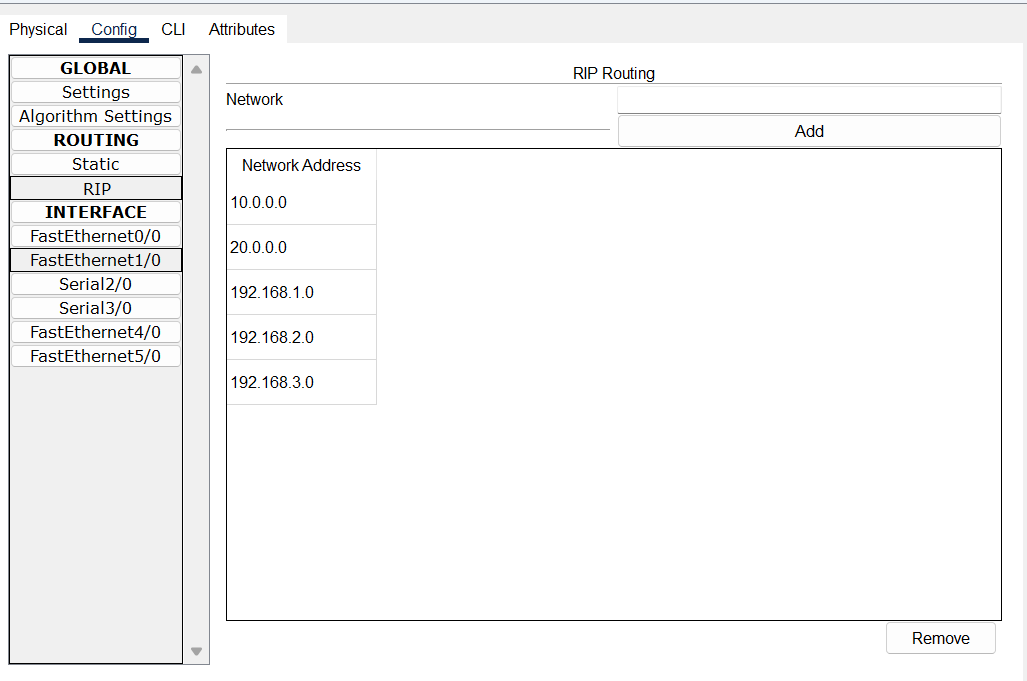 Physical Config CLI Attributes
GLOBAL
Settings
Algorithm Settings
ROUTING
Static
RIP
INTERFACE
FastEthernet0/0
FastEthernet1/0
Serial2/0
Serial3/0
FastEthernet4/0
FastEthernet5/0
RIP Routing
Network
Add
Network Address
10.0.0.0
20.0.0.0
192.168.1.0
192.168.2.0
192.168.3.0
Remove